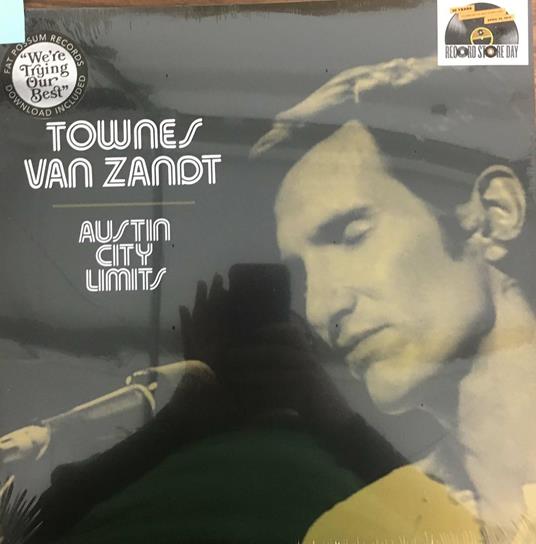 FAT POSSUM RECORDS
"We're
Trying
Our
Best"
DOWNLOAD INCLUDED
RECORD STORE DAY
TOWNES
VAN ZANDT
AUSTIN
CITY
LIMITS